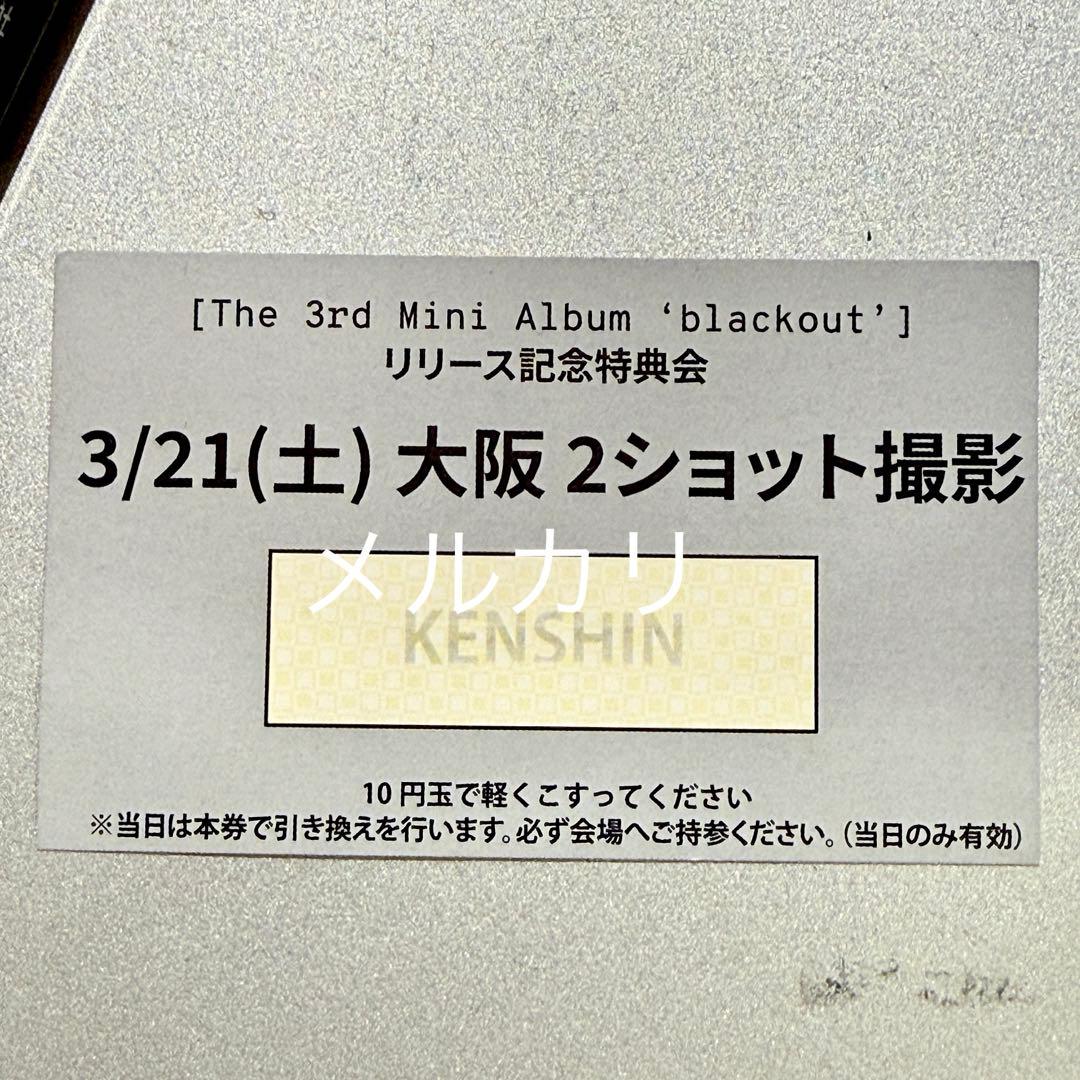 社
[The 3rd Mini Album ‘blackout’]
リリース記念特典会
3/21(土) 大阪 2ショット撮影
メルカリ
KENSHIN
10円玉で軽くこすってください
※当日は本券で引き換えを行います。必ず会場へご持参ください。(当日のみ有効)